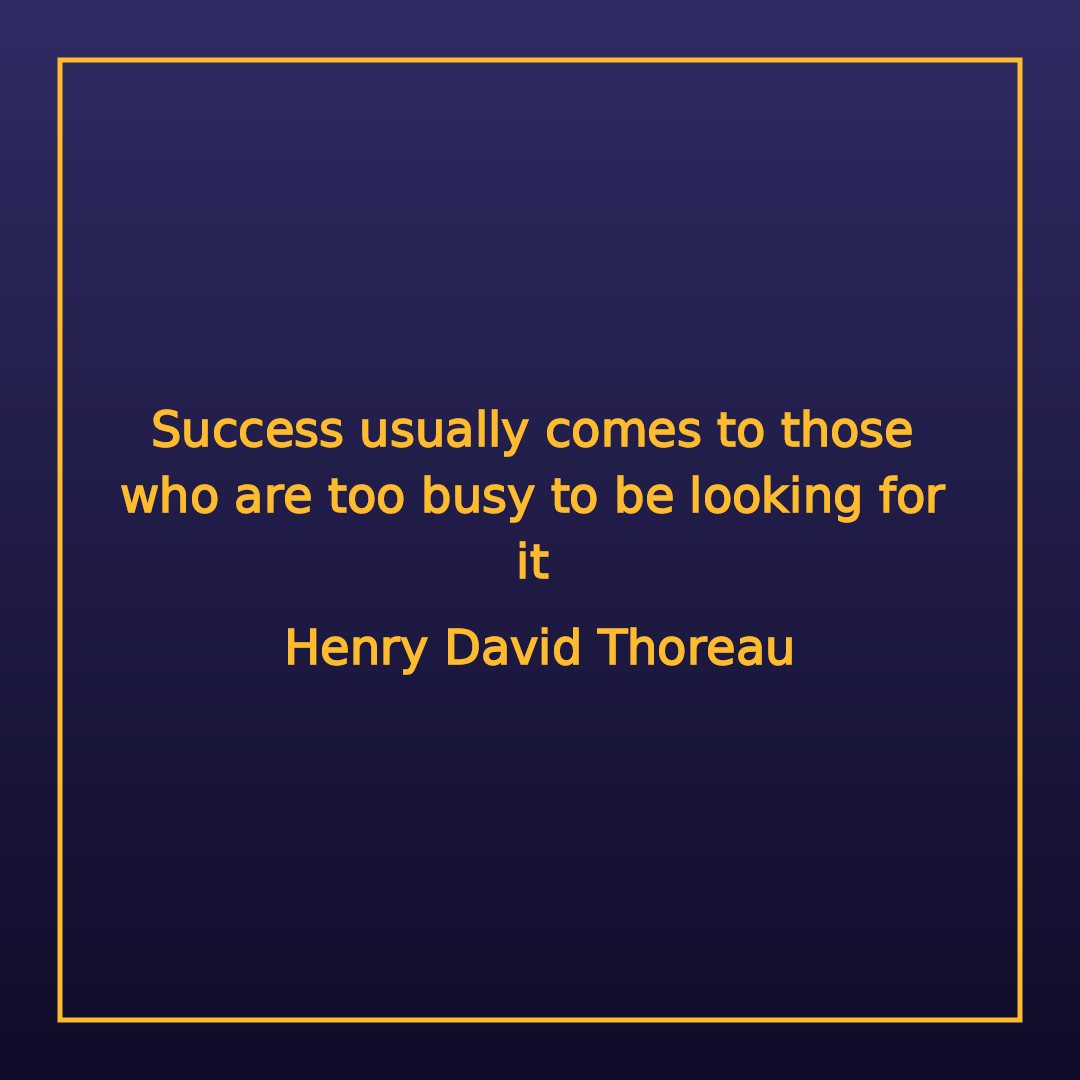 Success usually comes to those
who are too busy to be looking for
it
Henry David Thoreau